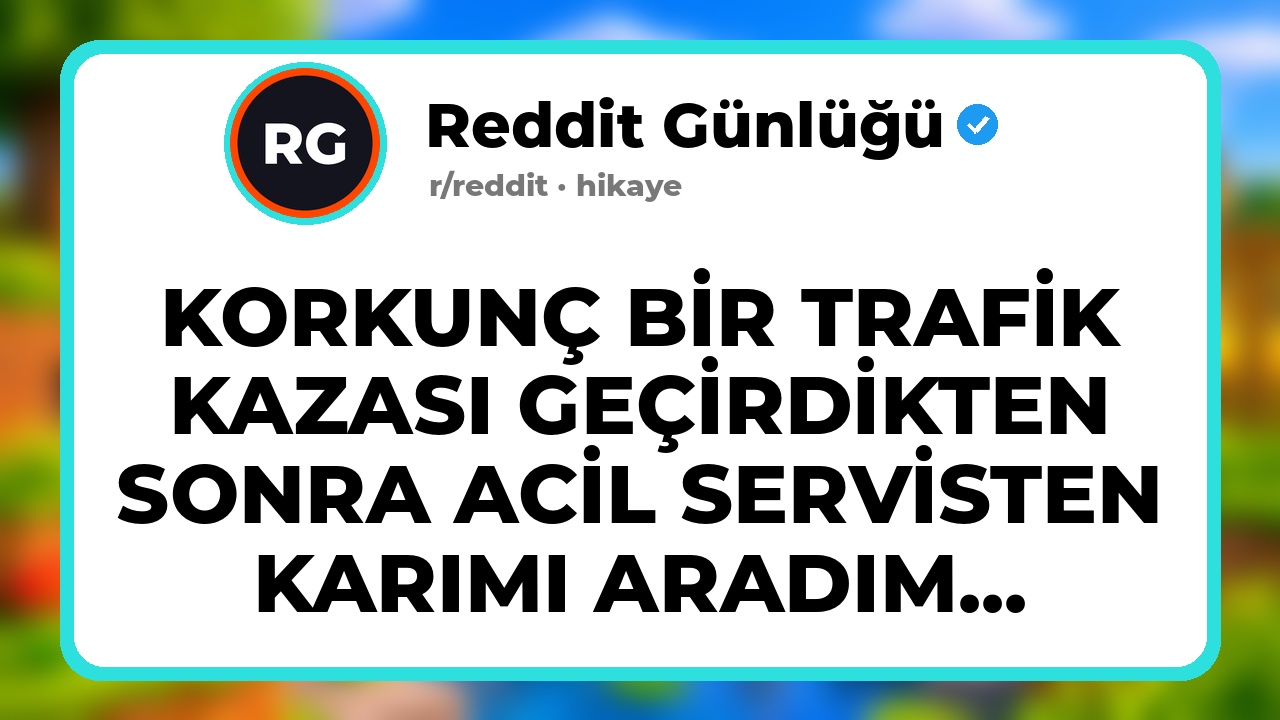 RG
Reddit Günlüğü
r/reddit • hikaye
KORKUNÇ BİR TRAFİK
KAZASI GEÇİRDİKTEN
SONRA ACİL SERVİSTEN
KARIMI ARADIM...